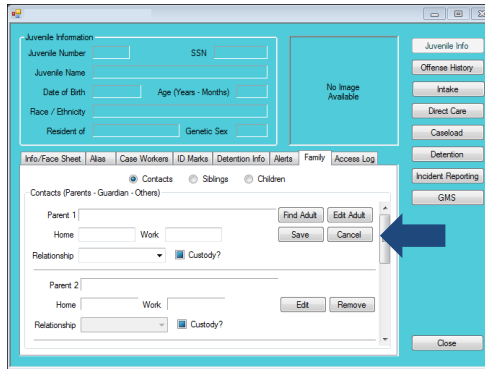 Juvenile Information
Juvenile Number SSN
Juvenile Name
Date of Birth Age (Years - Months)
Race / Ethnicity
Resident of Genetic Sex
No Image
Available
Juvenile Info
Offense History
Intake
Direct Care
Caseload
Detention
Incident Reporting
GMS
Close
Info/Face Sheet Alias Case Workers ID Marks Detention Info Alerts Family Access Log
Contacts Siblings Children
Contacts (Parents - Guardian - Others)
Parent 1 Find Adult Edit Adult
Home Work Save Cancel
Relationship Custody?
Parent 2
Home Work Edit Remove
Relationship Custody?